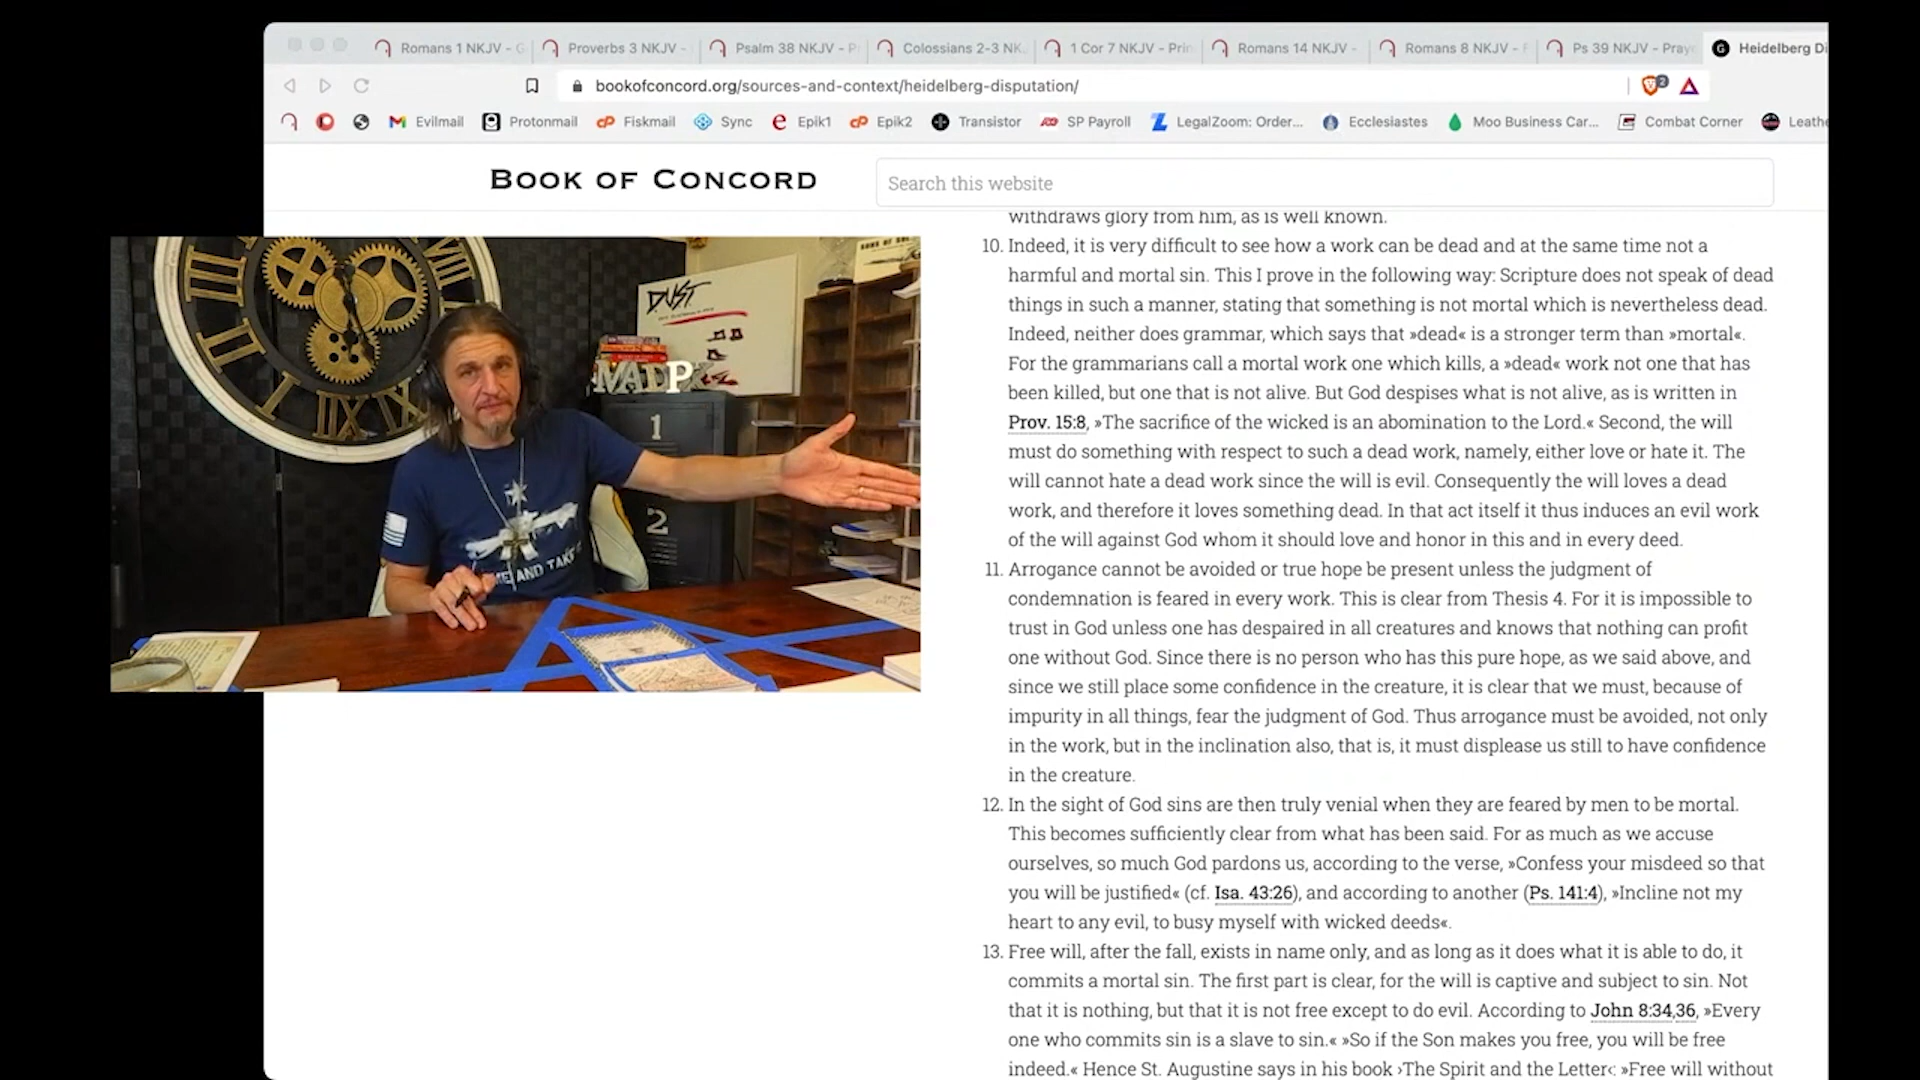 Romans 1 NKJV - G
Proverbs 3 NKJV -
Psalm 38 NKJV - P
Colossians 2-3 NK
1 Cor 7 NKJV - Prin
Romans 14 NKJV -
Romans 8 NKJV - F
Ps 39 NKJV - Praye
Heidelberg Di
bookofconcord.org/sources-and-context/heidelberg-disputation/
2
Evilmail
Protonmail
Fiskmail
Sync
Epik1
Epik2
Transistor
SP Payroll
LegalZoom: Order...
Ecclesiastes
Moo Business Car...
Combat Corner
Leathe
BOOK OF CONCORD
Search this website
withdraws glory from him, as is well known.
10. Indeed, it is very difficult to see how a work can be dead and at the same time not a
harmful and mortal sin. This I prove in the following way: Scripture does not speak of dead
things in such a manner, stating that something is not mortal which is nevertheless dead.
Indeed, neither does grammar, which says that »dead« is a stronger term than »mortal«.
For the grammarians call a mortal work one which kills, a »dead« work not one that has
been killed, but one that is not alive. But God despises what is not alive, as is written in
Prov. 15:8, »The sacrifice of the wicked is an abomination to the Lord.« Second, the will
must do something with respect to such a dead work, namely, either love or hate it. The
will cannot hate a dead work since the will is evil. Consequently the will loves a dead
work, and therefore it loves something dead. In that act itself it thus induces an evil work
of the will against God whom it should love and honor in this and in every deed.
11. Arrogance cannot be avoided or true hope be present unless the judgment of
condemnation is feared in every work. This is clear from Thesis 4. For it is impossible to
trust in God unless one has despaired in all creatures and knows that nothing can profit
one without God. Since there is no person who has this pure hope, as we said above, and
since we still place some confidence in the creature, it is clear that we must, because of
impurity in all things, fear the judgment of God. Thus arrogance must be avoided, not only
in the work, but in the inclination also, that is, it must displease us still to have confidence
in the creature.
12. In the sight of God sins are then truly venial when they are feared by men to be mortal.
This becomes sufficiently clear from what has been said. For as much as we accuse
ourselves, so much God pardons us, according to the verse, »Confess your misdeed so that
you will be justified« (cf. Isa. 43:26), and according to another (Ps. 141:4), »Incline not my
heart to any evil, to busy myself with wicked deeds«.
13. Free will, after the fall, exists in name only, and as long as it does what it is able to do, it
commits a mortal sin. The first part is clear, for the will is captive and subject to sin. Not
that it is nothing, but that it is not free except to do evil. According to John 8:34,36, »Every
one who commits sin is a slave to sin.« »So if the Son makes you free, you will be free
indeed.« Hence St. Augustine says in his book ›The Spirit and the Letter‹: »Free will without
DUST
1
2
AND TAKE
III
II
IX
VIII